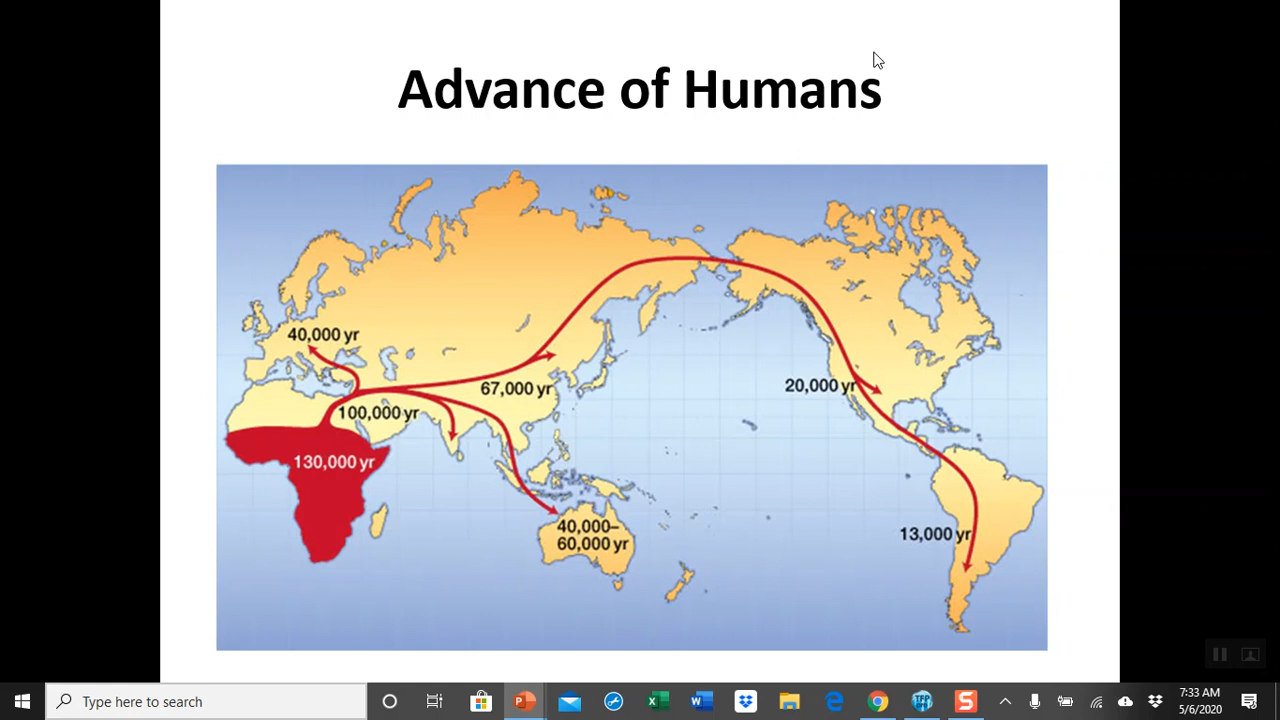 Advance of Humans
40,000 yr
67,000 yr
20,000 yr
100,000 yr
130,000 yr
40,000–
60,000 yr
13,000 yr
Type here to search
7:33 AM
5/6/2020